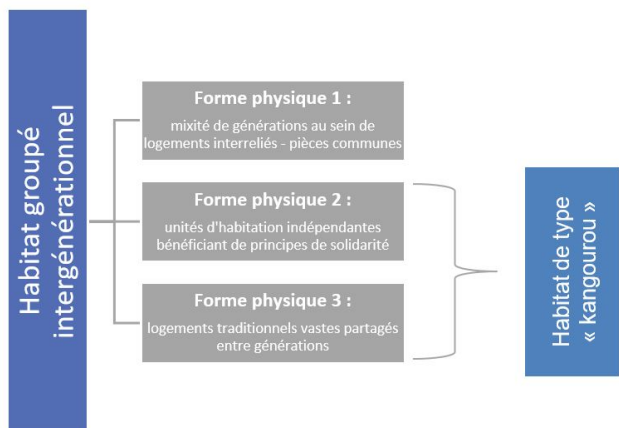 Habitat groupé
intergénérationnel
Forme physique 1 :
mixité de générations au sein de
logements interreliés - pièces communes
Forme physique 2 :
unités d'habitation indépendantes
bénéficiant de principes de solidarité
Forme physique 3 :
logements traditionnels vastes partagés
entre générations
Habitat de type
« kangourou »